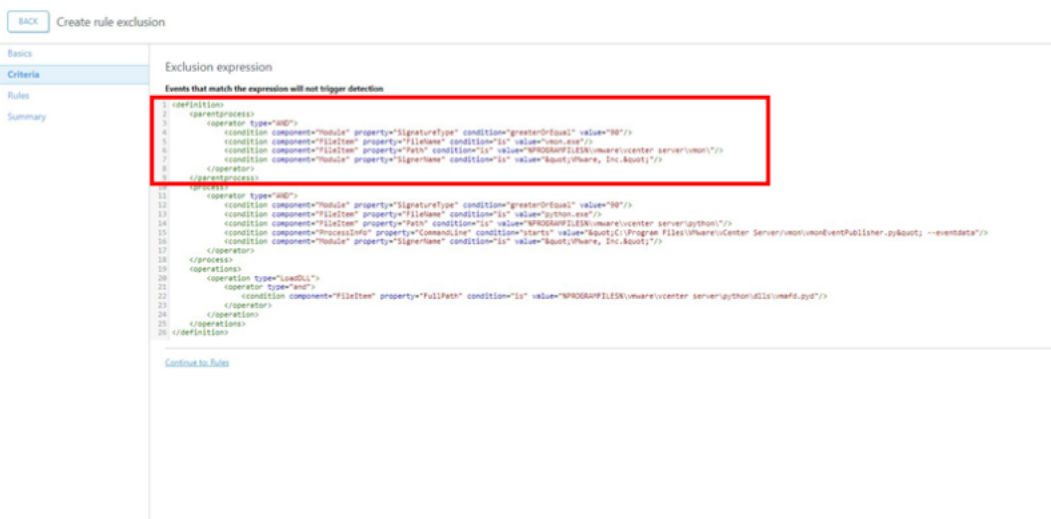 BACK Create rule exclusion
Basics
Criteria
Rules
Summary
Exclusion expression
Events that match the expression will not trigger detection
1 <definition>
2 <parentprocess>
3 <operator type="AND">
4 <condition component="Module" property="SignatureType" condition="greaterOrEqual" value="90"/>
5 <condition component="FileItem" property="FileName" condition="is" value="vmon.exe"/>
6 <condition component="FileItem" property="Path" condition="is" value="%PROGRAMFILES%\vmware\vcenter server\vmon\"/>
7 <condition component="Module" property="SignerName" condition="is" value="&quot;VMware, Inc.&quot;"/>
8 </operator>
9 </parentprocess>
10 <process>
11 <operator type="AND">
12 <condition component="Module" property="SignatureType" condition="greaterOrEqual" value="90"/>
13 <condition component="FileItem" property="FileName" condition="is" value="python.exe"/>
14 <condition component="FileItem" property="Path" condition="is" value="%PROGRAMFILES%\vmware\vcenter server\python\"/>
15 <condition component="ProcessInfo" property="CommandLine" condition="starts" value="&quot;C:\Program Files\VMware\vCenter Server/vmon\vmonEventPublisher.py&quot; --eventdata"/>
16 <condition component="Module" property="SignerName" condition="is" value="&quot;VMware, Inc.&quot;"/>
17 </operator>
18 </process>
19 <operations>
20 <operation type="LoadDLL">
21 <operator type="and">
22 <condition component="FileItem" property="FullPath" condition="is" value="%PROGRAMFILES%\vmware\vcenter server\python\dlls\vmafd.pyd"/>
23 </operator>
24 </operation>
25 </operations>
26 </definition>
Continue to: Rules